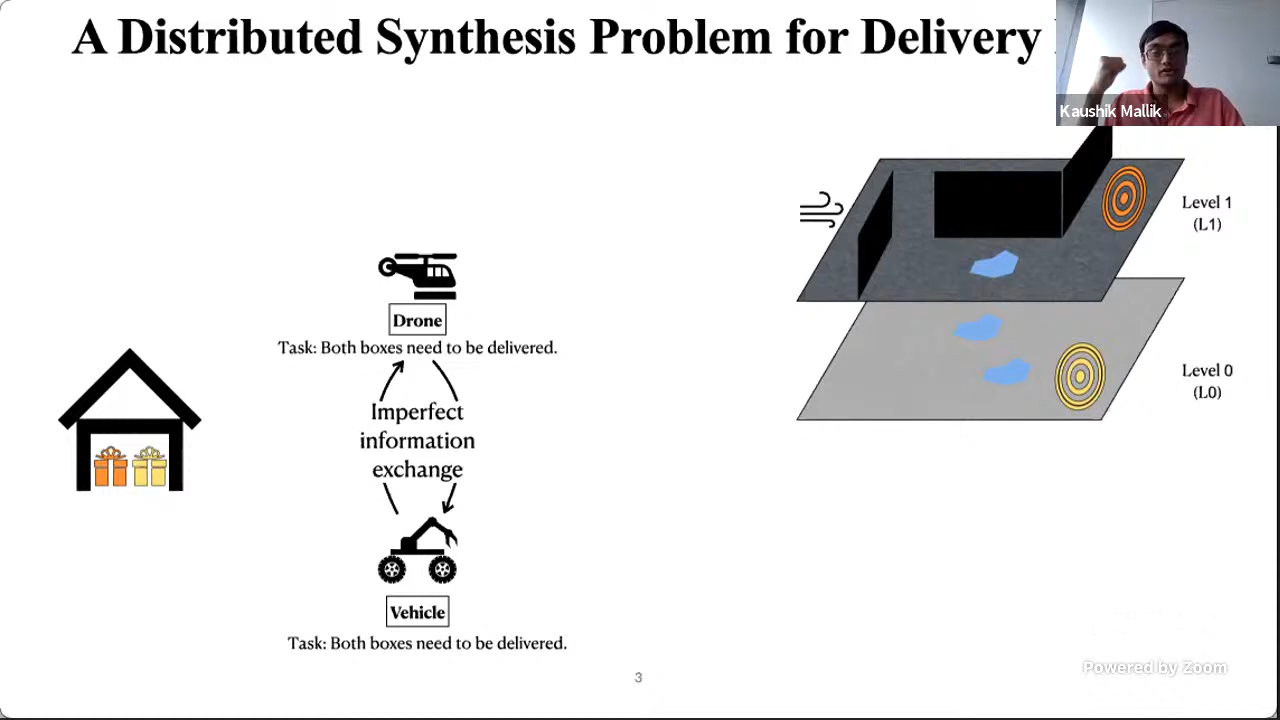 A Distributed Synthesis Problem for Delivery
Kaushik Mallik
Level 1
(L1)
Drone
Task: Both boxes need to be delivered.
Imperfect
information
exchange
Level 0
(L0)
Vehicle
Task: Both boxes need to be delivered.
3
Powered by Zoom